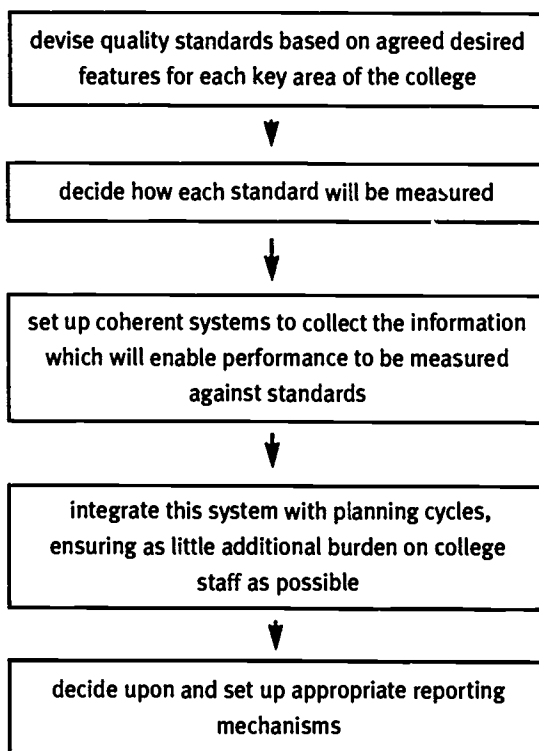 devise quality standards based on agreed desired
features for each key area of the college
decide how each standard will be measured
set up coherent systems to collect the information
which will enable performance to be measured
against standards
integrate this system with planning cycles,
ensuring as little additional burden on college
staff as possible
decide upon and set up appropriate reporting
mechanisms